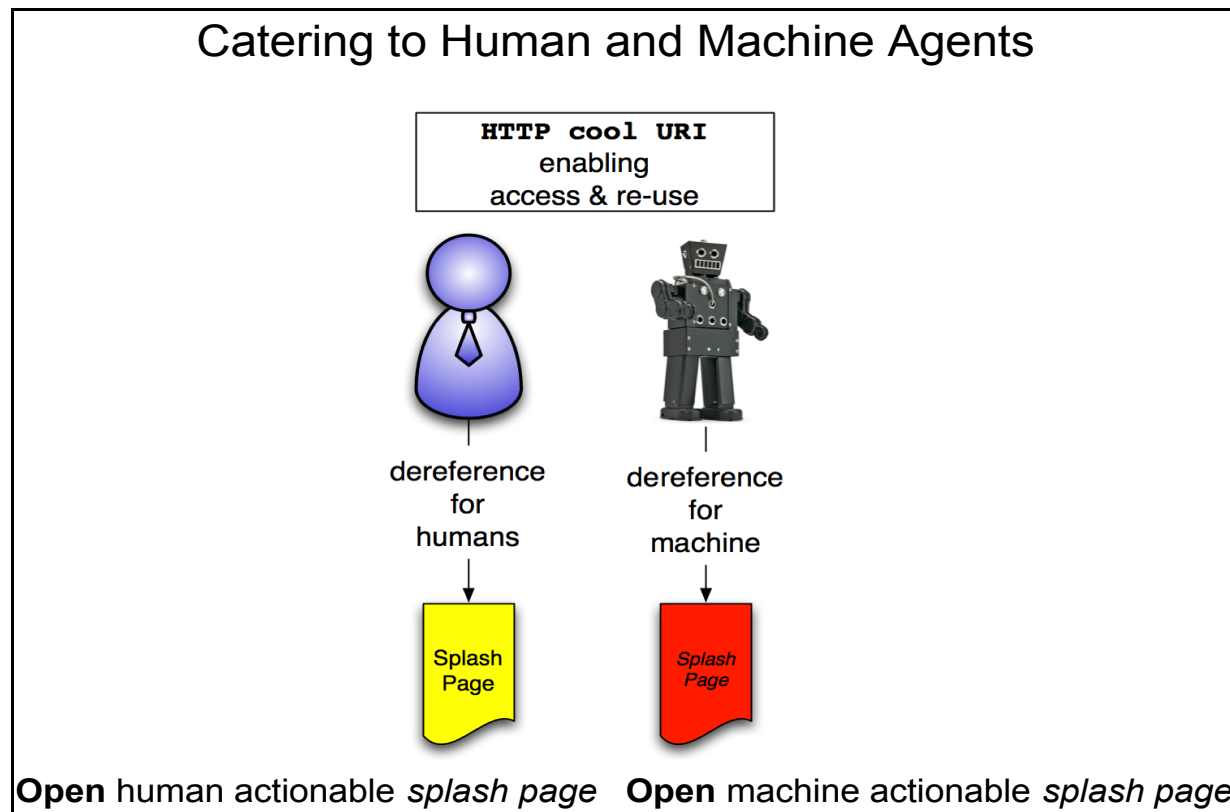 Catering to Human and Machine Agents
HTTP cool URI
enabling
access & re-use
dereference
for
humans
dereference
for
machine
Splash
Page
Splash
Page
Open human actionable splash page
Open machine actionable splash page